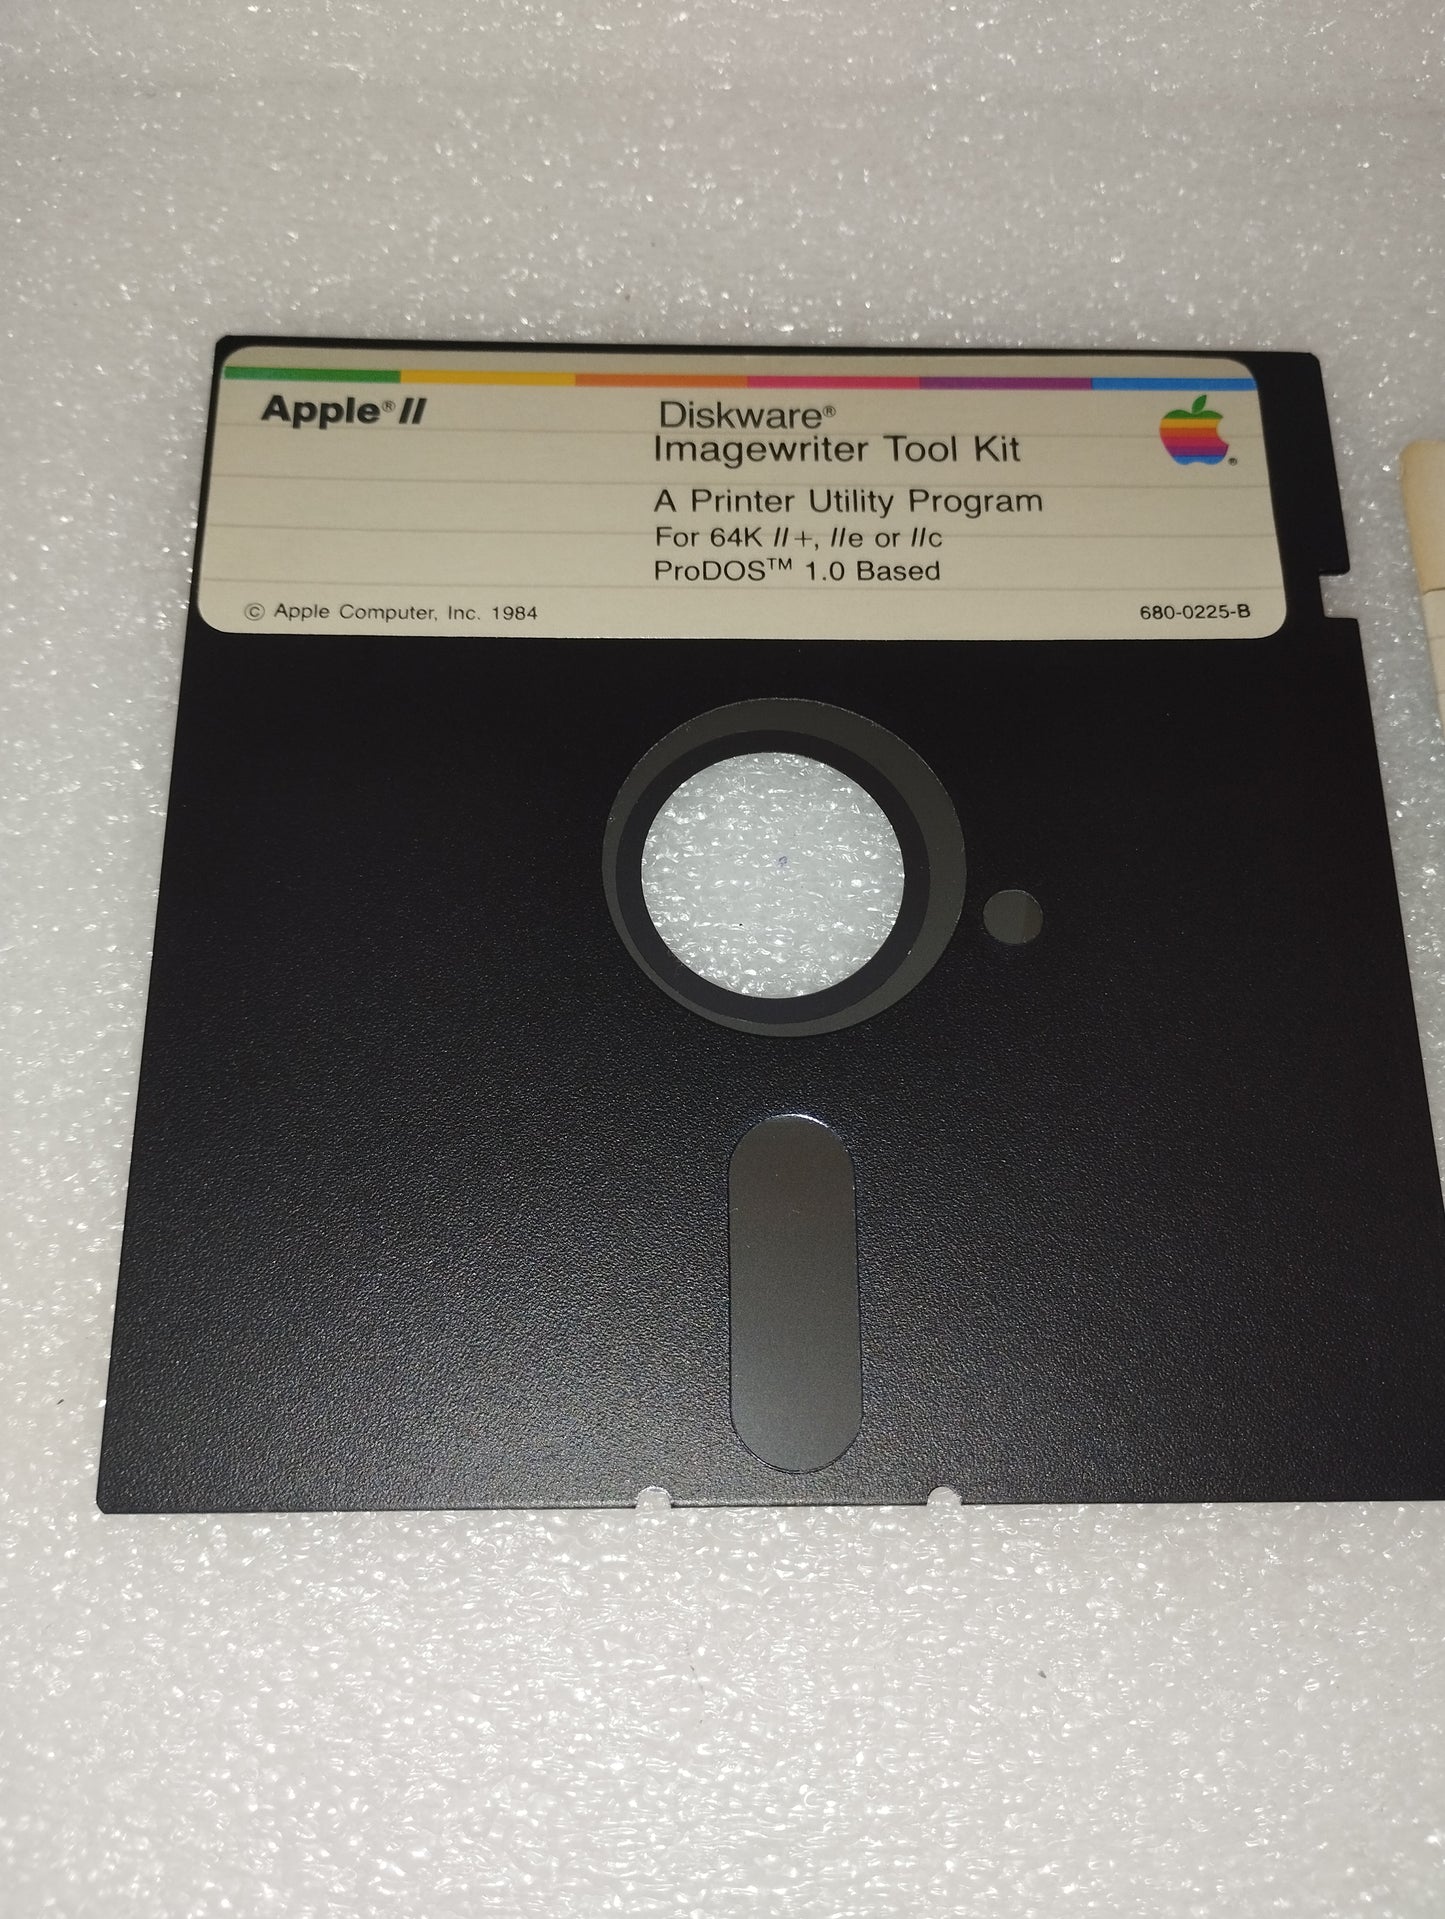 Apple® II
Diskware®
Imagewriter Tool Kit
A Printer Utility Program
For 64K II+, IIe or IIc
ProDOS™ 1.0 Based
© Apple Computer, Inc. 1984
680-0225-B
®